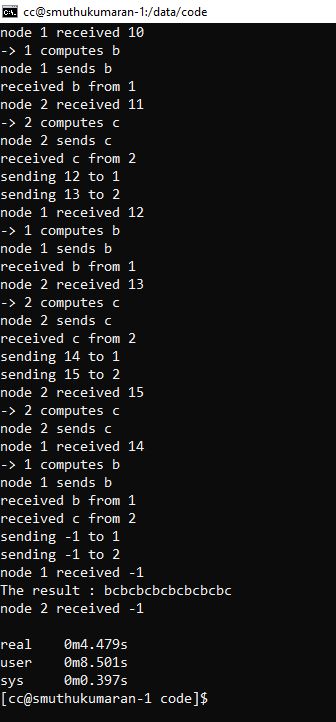 cc@smuthukumaran-1:/data/code
node 1 received 10
-> 1 computes b
node 1 sends b
received b from 1
node 2 received 11
-> 2 computes c
node 2 sends c
received c from 2
sending 12 to 1
sending 13 to 2
node 1 received 12
-> 1 computes b
node 1 sends b
received b from 1
node 2 received 13
-> 2 computes c
node 2 sends c
received c from 2
sending 14 to 1
sending 15 to 2
node 2 received 15
-> 2 computes c
node 2 sends c
node 1 received 14
-> 1 computes b
node 1 sends b
received b from 1
received c from 2
sending -1 to 1
sending -1 to 2
node 1 received -1
The result : bcbcbcbcbcbcbcbc
node 2 received -1
real 0m4.479s
user 0m8.501s
sys 0m0.397s
[cc@smuthukumaran-1 code]$